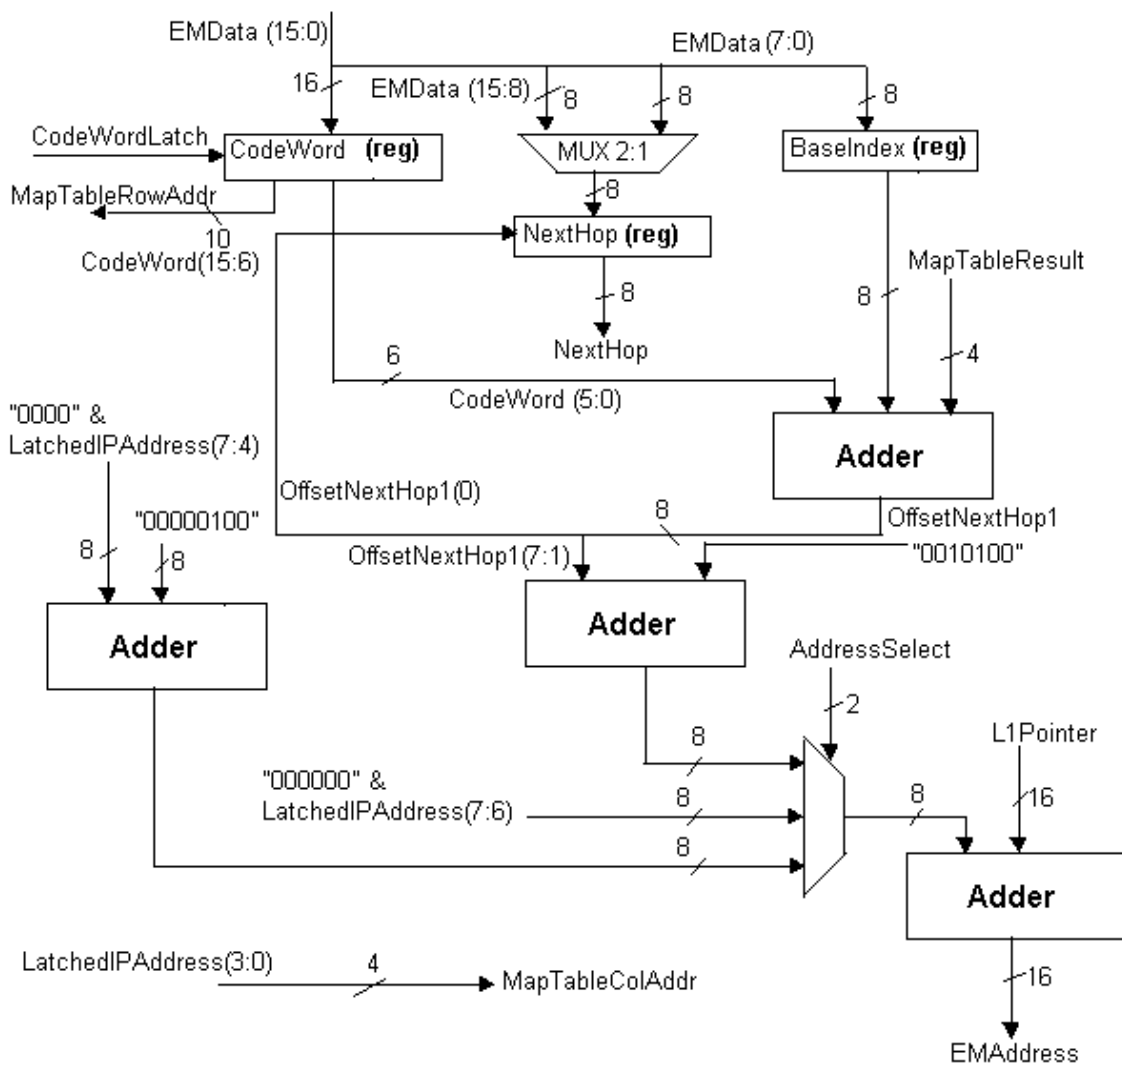 EMData (15:0)
EMData (7:0)
16
EMData (15:8)
8
8
8
CodeWordLatch
CodeWord (reg)
MUX 2:1
BaseIndex (reg)
MapTableRowAddr
8
10
NextHop (reg)
CodeWord(15:6)
MapTableResult
8
8
NextHop
6
4
CodeWord (5:0)
"0000" &
LatchedIPAddress(7:4)
Adder
OffsetNextHop1(0)
"00000100"
8
OffsetNextHop1
8
8
OffsetNextHop1(7:1)
"0010100"
Adder
Adder
AddressSelect
2
L1Pointer
8
"000000" &
LatchedIPAddress(7:6)
8
8
16
8
Adder
LatchedIPAddress(3:0)
4
MapTableColAddr
16
EMAddress